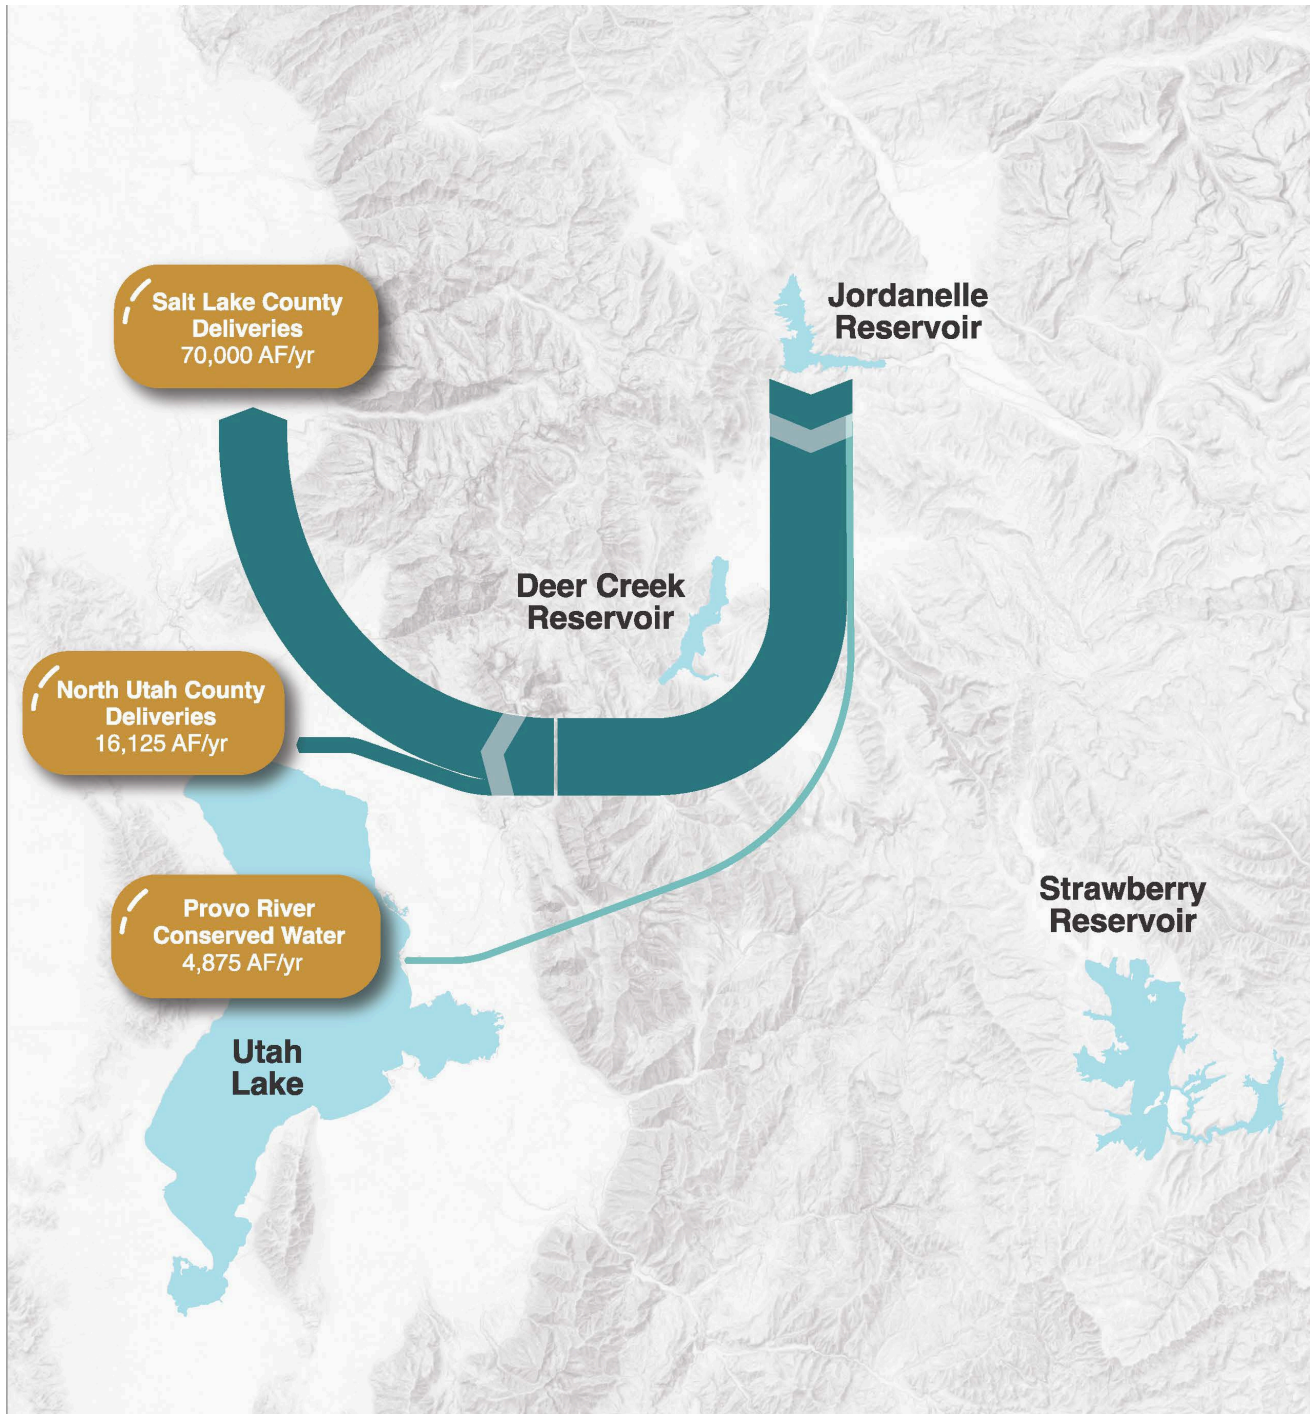 Salt Lake County
Deliveries
70,000 AF/yr
Jordanelle
Reservoir
Deer Creek
Reservoir
North Utah County
Deliveries
16,125 AF/yr
Provo River
Conserved Water
4,875 AF/yr
Strawberry
Reservoir
Utah
Lake